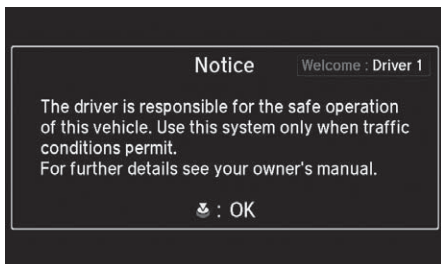 Notice
Welcome : Driver 1
The driver is responsible for the safe operation
of this vehicle. Use this system only when traffic
conditions permit.
For further details see your owner's manual.
: OK